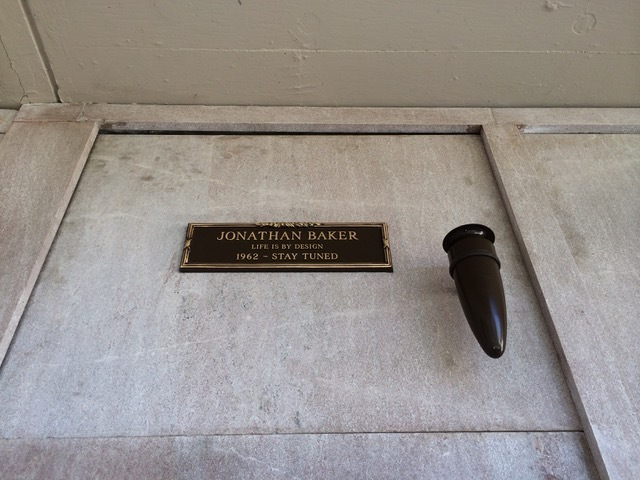 JONATHAN BAKER
LIFE IS BY DESIGN
1962 - STAY TUNED